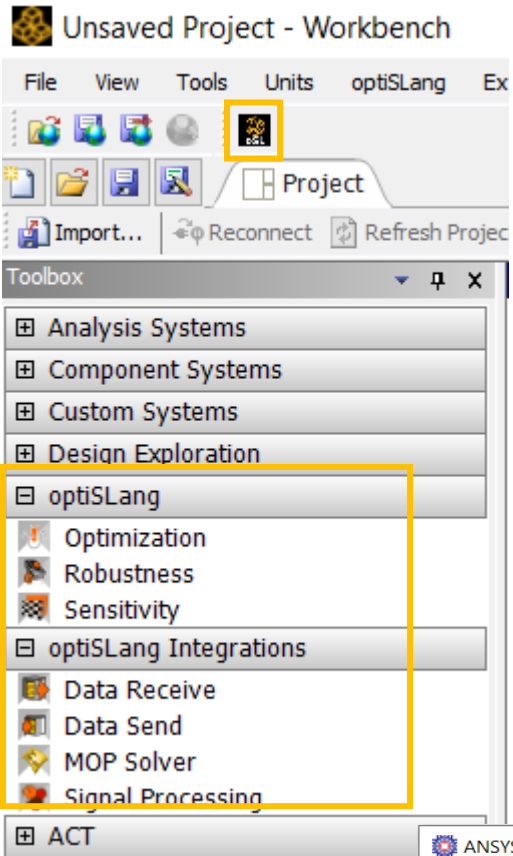 Unsaved Project - Workbench
File View Tools Units optiSLang Ex
OSL
Project
Import... Reconnect Refresh Projec
Toolbox
Analysis Systems
Component Systems
Custom Systems
Design Exploration
optiSLang
Optimization
Robustness
Sensitivity
optiSLang Integrations
Data Receive
Data Send
MOP Solver
Signal Processing
ACT
ANSYS